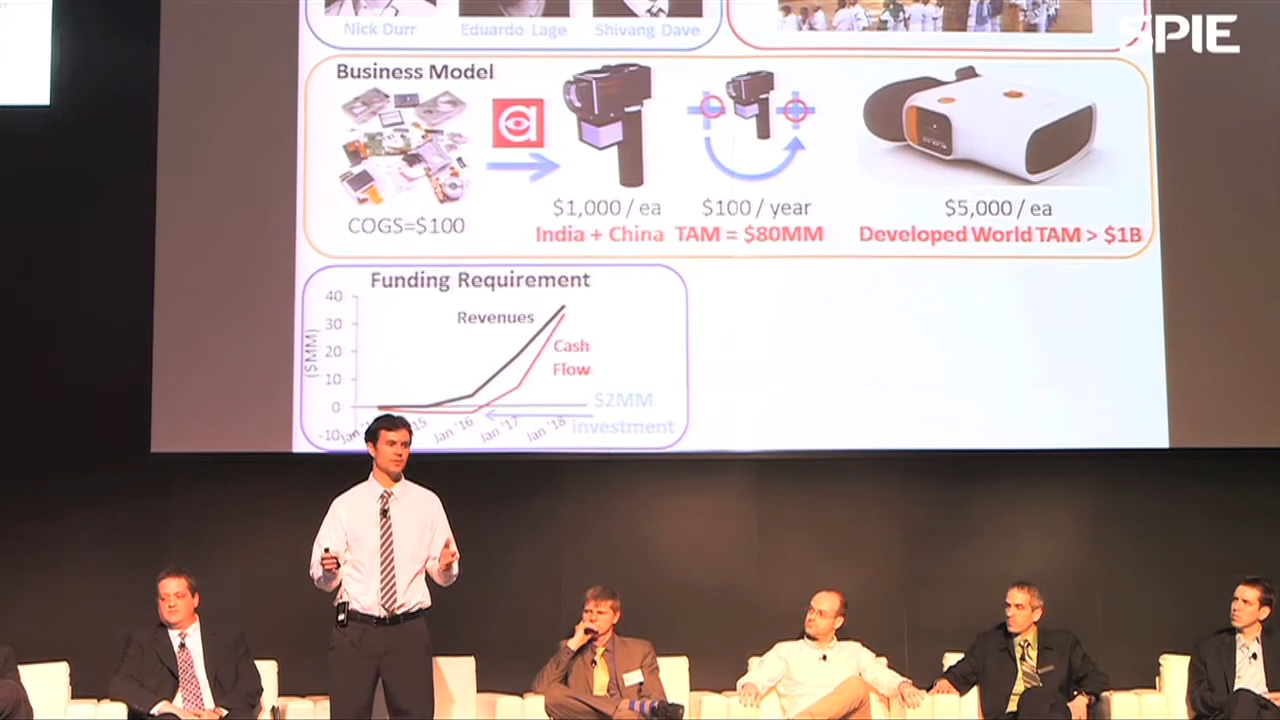 SPIE
Nick Durr Eduardo Lage Shivang Dave
Business Model
COGS=$100
$1,000 / ea
India + China
$100 / year
TAM = $80MM
$5,000 / ea
Developed World TAM > $1B
Funding Requirement
($MM)
40
30
20
10
0
-10
Revenues
Cash
Flow
$2MM
investment
Jan '16
Jan '17
Jan '18